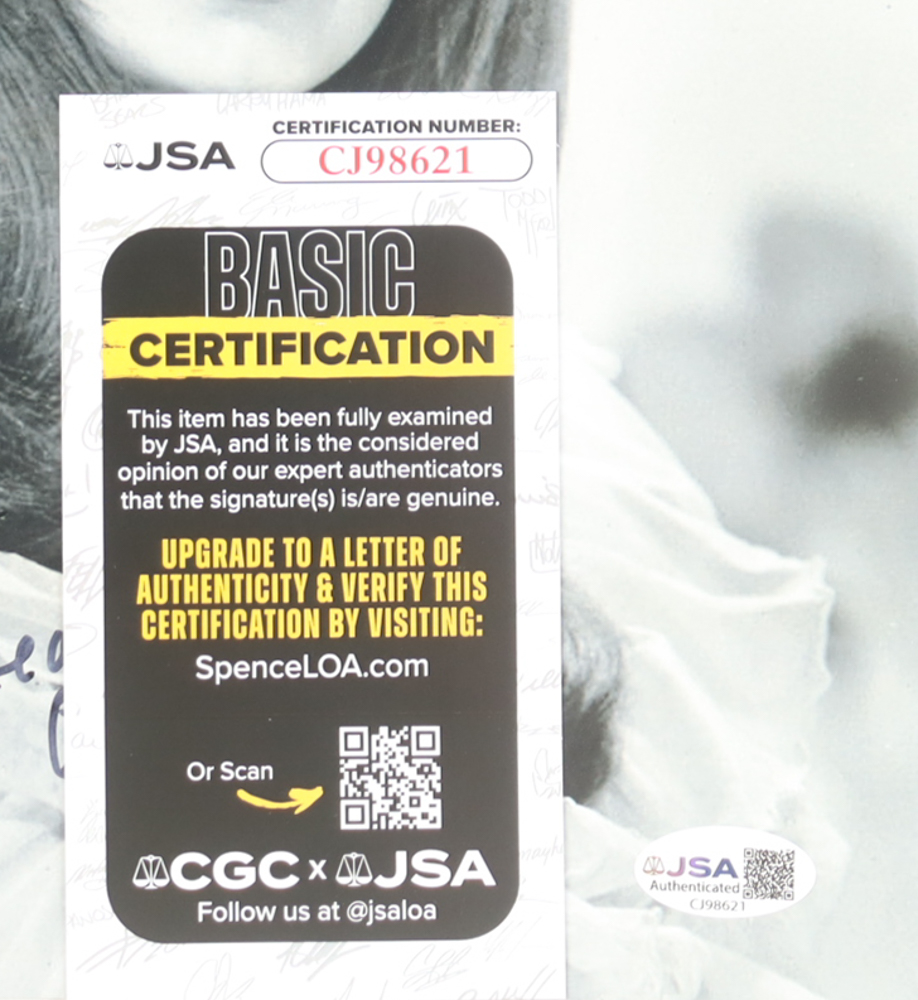 CERTIFICATION NUMBER:
JSA
CJ98621
BASIC
CERTIFICATION
This item has been fully examined
by JSA, and it is the considered
opinion of our expert authenticators
that the signature(s) is/are genuine.
UPGRADE TO A LETTER OF
AUTHENTICITY & VERIFY THIS
CERTIFICATION BY VISITING:
SpenceLOA.com
Or Scan
CGC x JSA
Follow us at @jsaloa
JSA
Authenticated
CJ98621